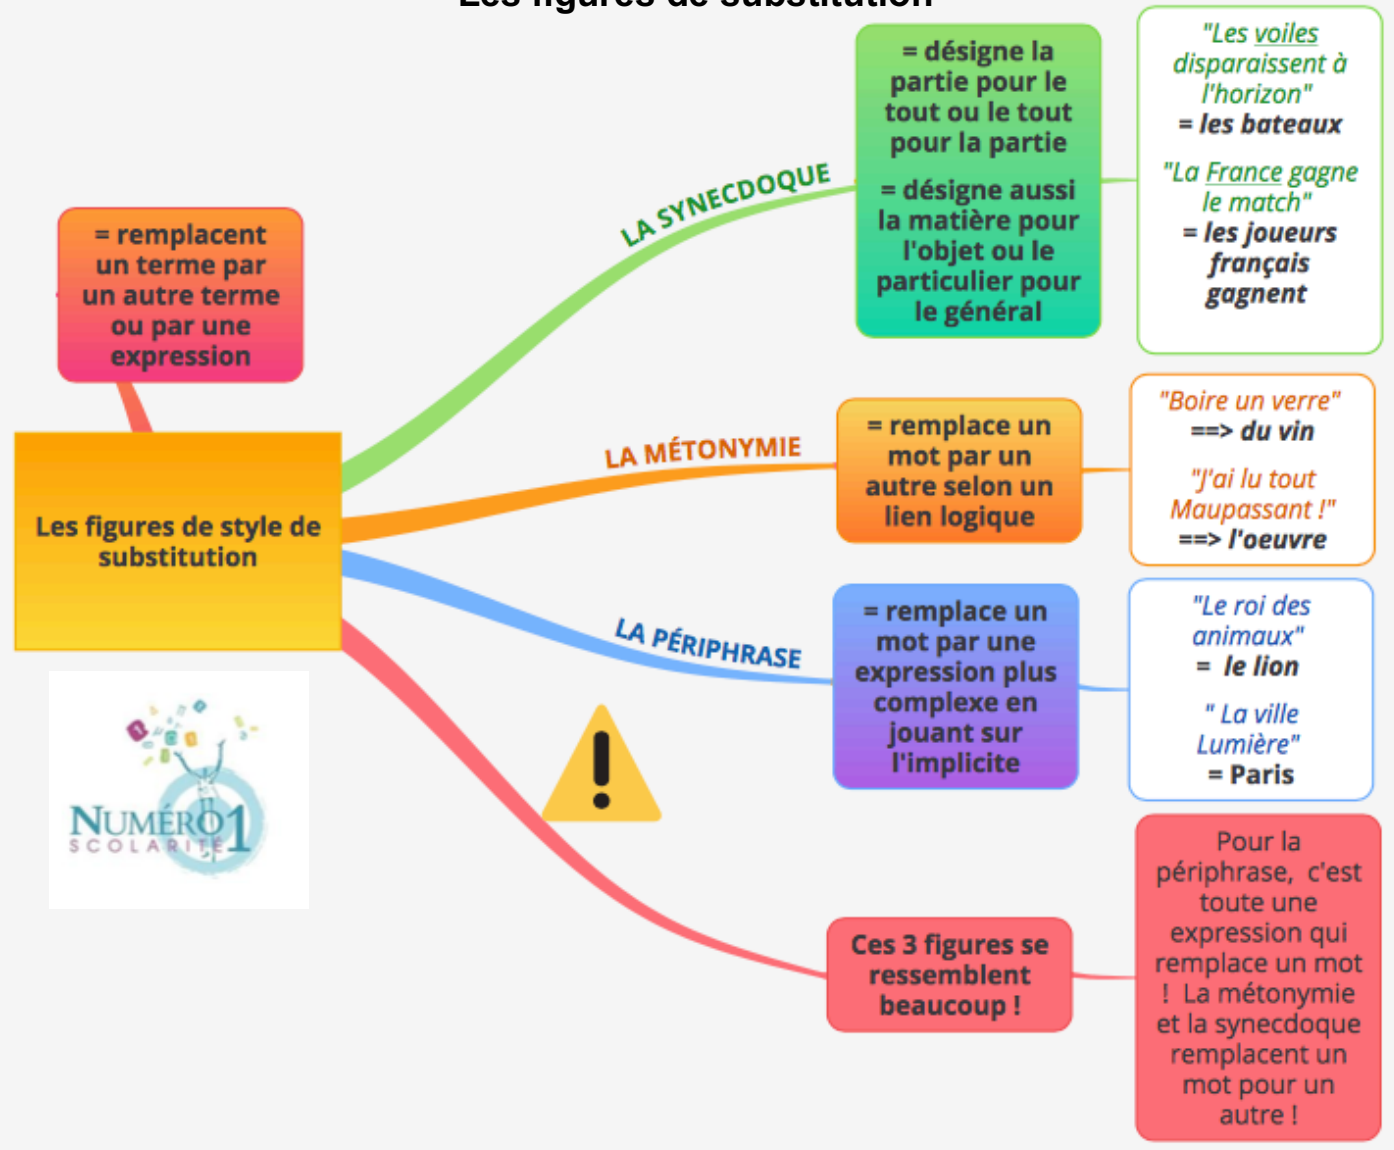 Les figures de substitution
= remplacent
un terme par
un autre terme
ou par une
expression
Les figures de style de
substitution
NUMÉRO1
SCOLARITÉ
LA SYNECDOQUE
= désigne la
partie pour le
tout ou le tout
pour la partie
= désigne aussi
la matière pour
l'objet ou le
particulier pour
le général
"Les voiles
disparaissent à
l'horizon"
= les bateaux
"La France gagne
le match"
= les joueurs
français
gagnent
LA MÉTONYMIE
= remplace un
mot par un
autre selon un
lien logique
"Boire un verre"
==> du vin
"J'ai lu tout
Maupassant !"
==> l'oeuvre
LA PÉRIPHRASE
= remplace un
mot par une
expression plus
complexe en
jouant sur
l'implicite
"Le roi des
animaux"
= le lion
" La ville
Lumière"
= Paris
!
Ces 3 figures se
ressemblent
beaucoup !
Pour la
périphrase, c'est
toute une
expression qui
remplace un mot
! La métonymie
et la synecdoque
remplacent un
mot pour un
autre !